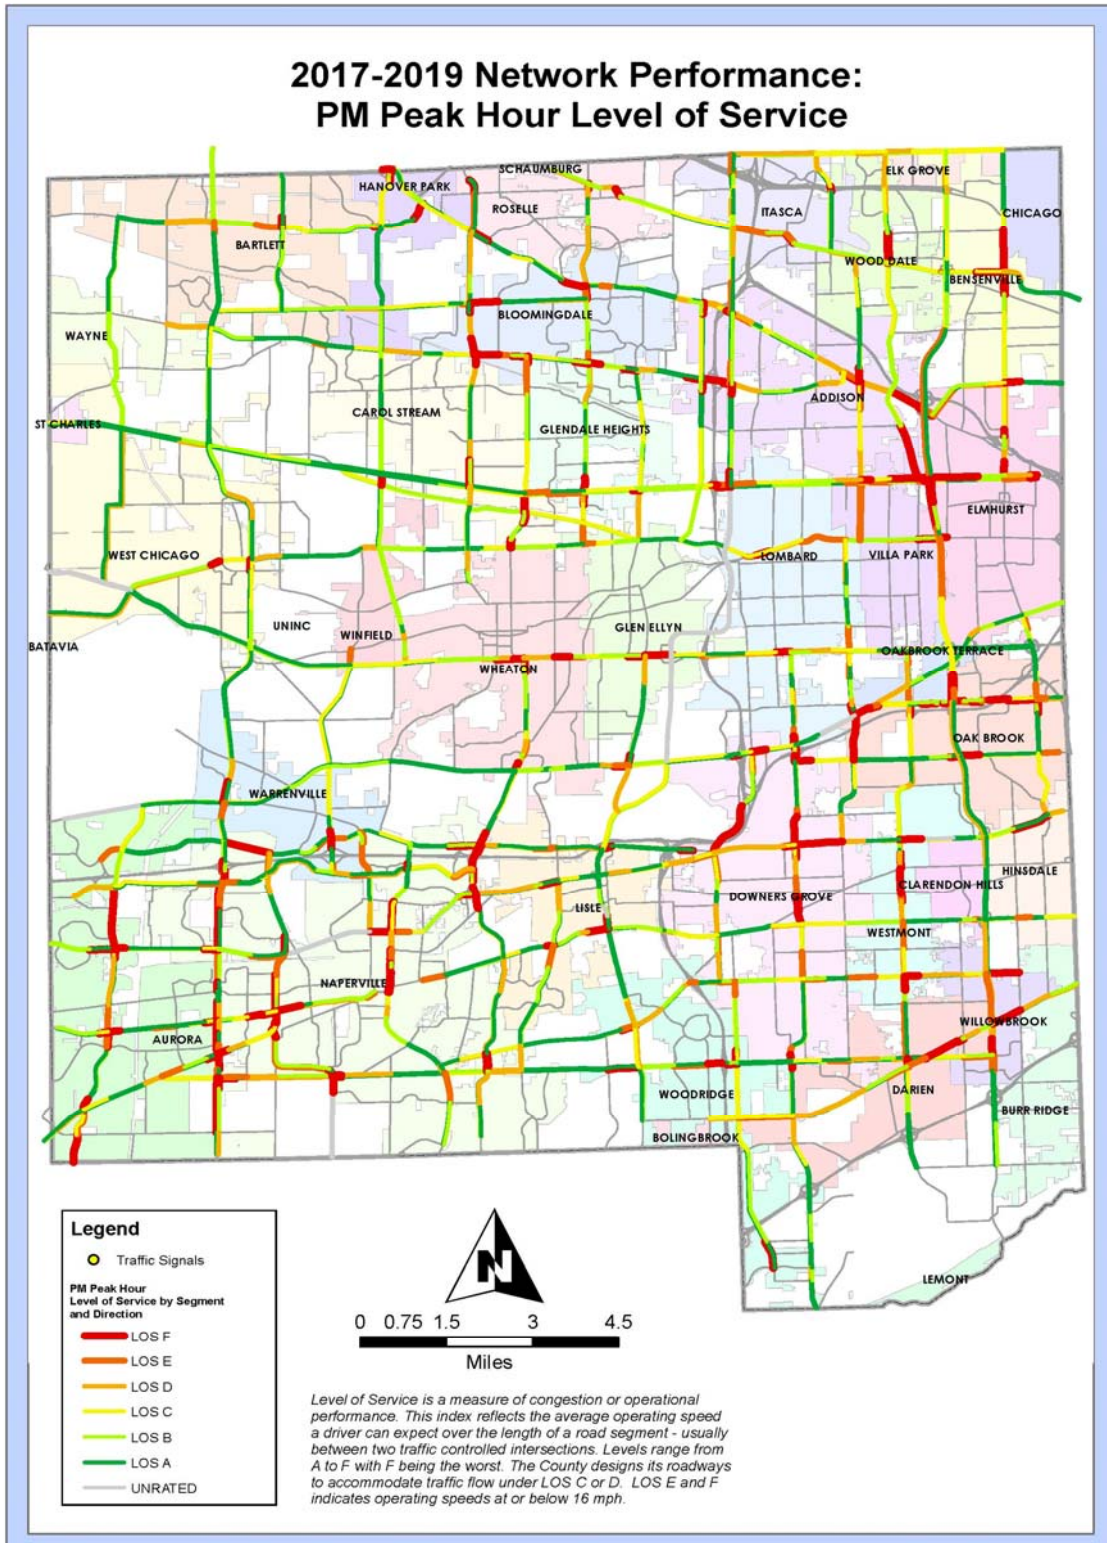 2017-2019 Network Performance:
PM Peak Hour Level of Service
SCHAUMBURG
HANOVER PARK
ELK GROVE
ROSELLE
ITASCA
CHICAGO
BARTLETT
WOOD DALE
BENSENVILLE
BLOOMINGDALE
WAYNE
ADDISON
CAROL STREAM
ST CHARLES
GLENDALE HEIGHTS
ELMHURST
WEST CHICAGO
LOMBARD
VILLA PARK
UNINC
WINFIELD
GLEN ELLYN
BATAVIA
OAKBROOK TERRACE
WHEATON
OAK BROOK
WARRENVILLE
HINSDALE
CLARENDON HILLS
DOWNERS GROVE
LISLE
WESTMONT
NAPERVILLE
WILLOWBROOK
AURORA
DARIEN
WOODRIDGE
BURR RIDGE
BOLINGBROOK
LEMONT
Legend
Traffic Signals
PM Peak Hour
Level of Service by Segment
and Direction
LOS F
LOS E
LOS D
LOS C
LOS B
LOS A
UNRATED
N
0 0.75 1.5 3 4.5
Miles
Level of Service is a measure of congestion or operational
performance. This index reflects the average operating speed
a driver can expect over the length of a road segment - usually
between two traffic controlled intersections. Levels range from
A to F with F being the worst. The County designs its roadways
to accommodate traffic flow under LOS C or D. LOS E and F
indicates operating speeds at or below 16 mph.